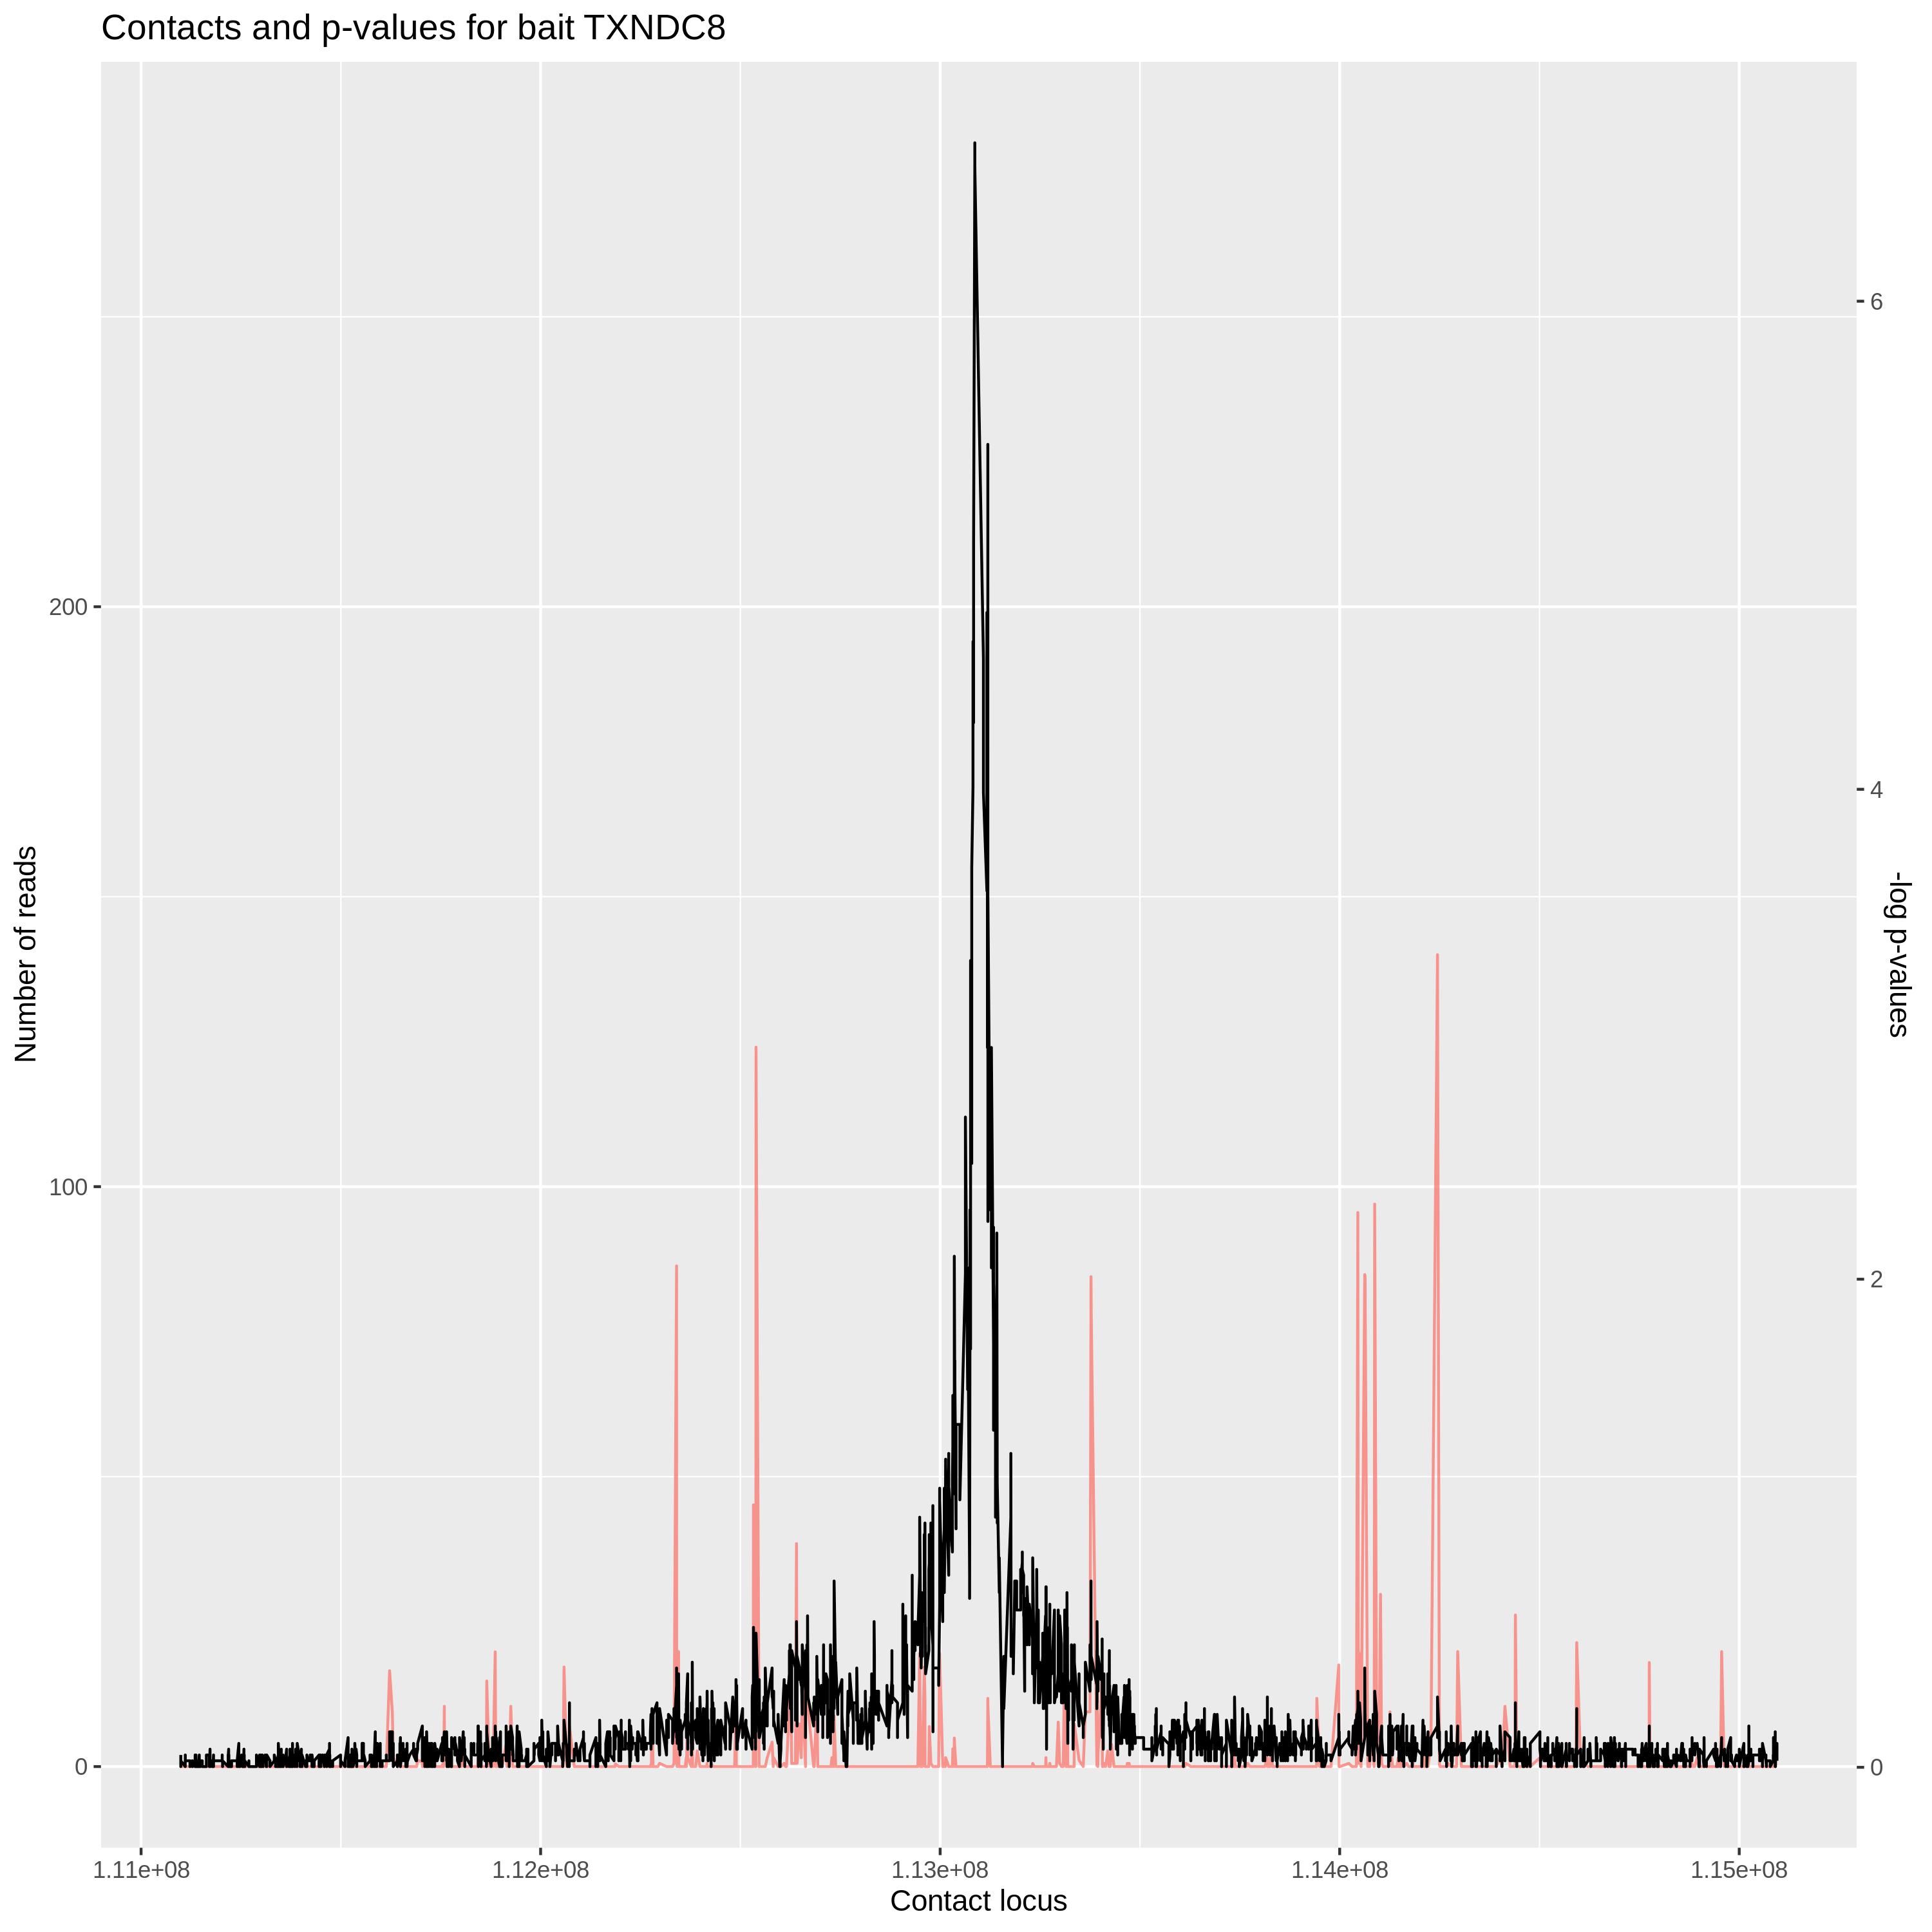 Contacts and p-values for bait TXNDC8
Number of reads
200
100
0
6
4
2
0
-log p-values
1.11e+08
1.12e+08
1.13e+08
1.14e+08
1.15e+08
Contact locus